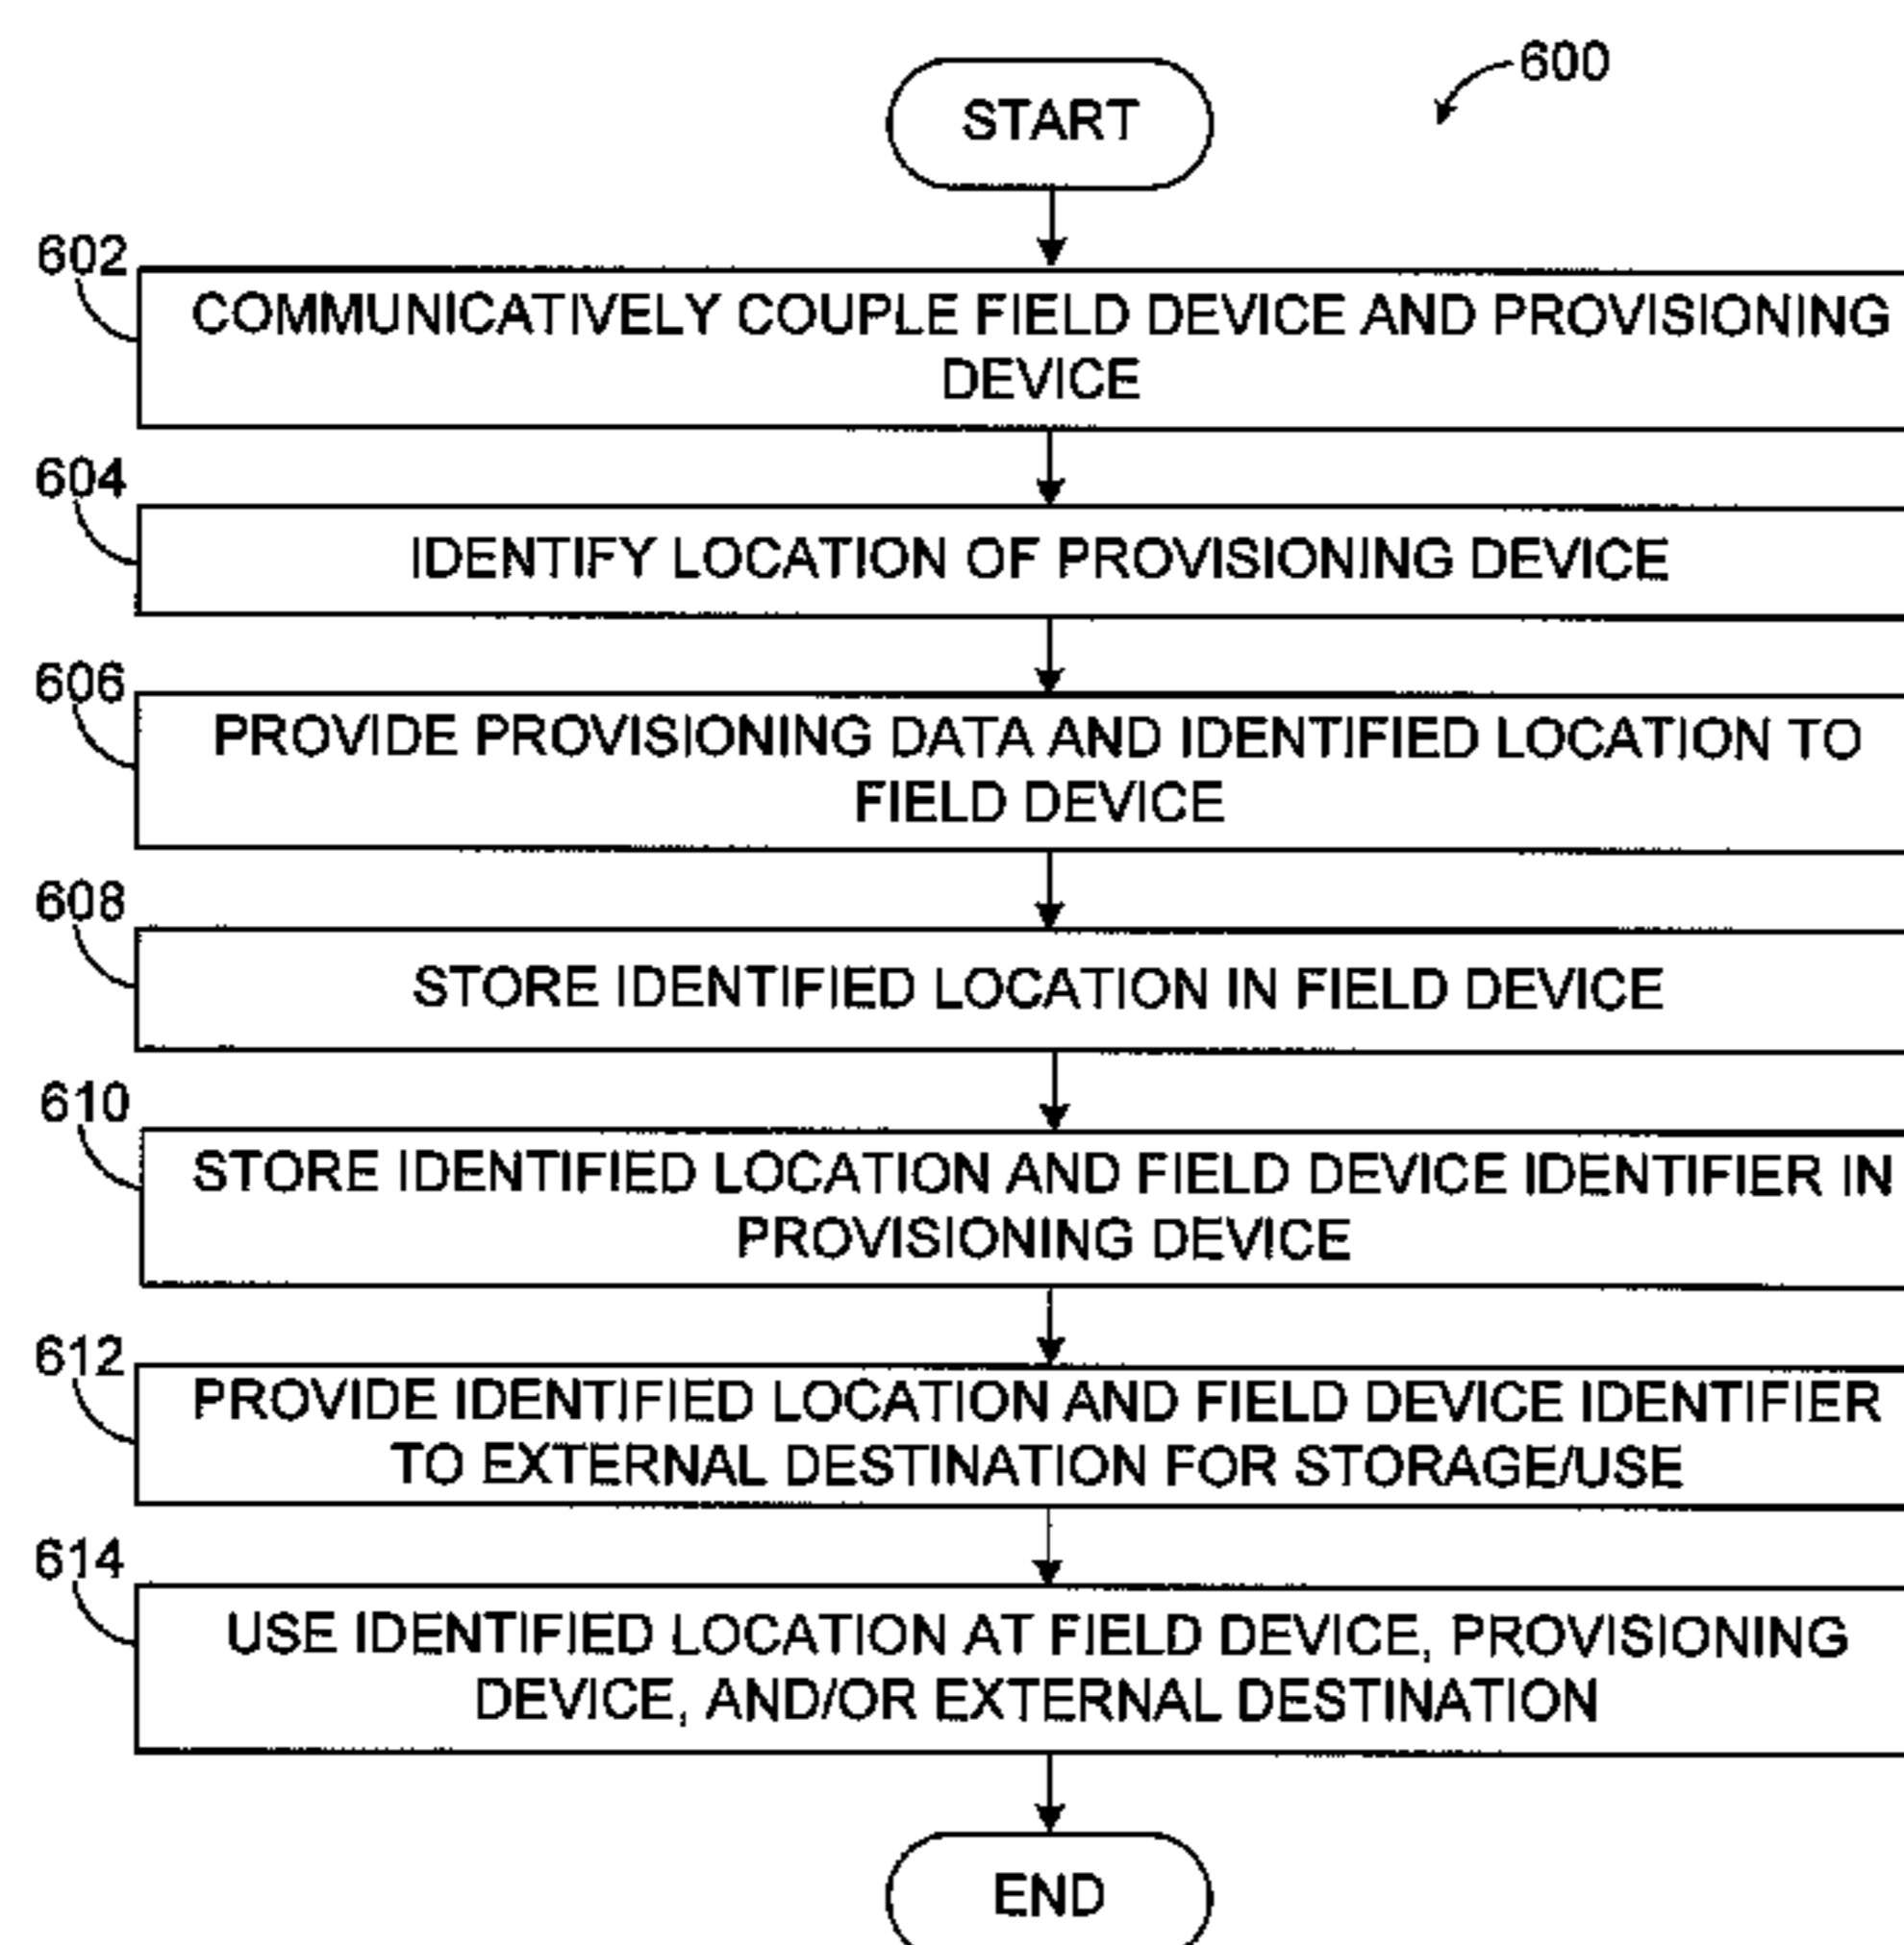 600
START
602
COMMUNICATIVELY COUPLE FIELD DEVICE AND PROVISIONING
DEVICE
604
IDENTIFY LOCATION OF PROVISIONING DEVICE
606
PROVIDE PROVISIONING DATA AND IDENTIFIED LOCATION TO
FIELD DEVICE
608
STORE IDENTIFIED LOCATION IN FIELD DEVICE
610
STORE IDENTIFIED LOCATION AND FIELD DEVICE IDENTIFIER IN
PROVISIONING DEVICE
612
PROVIDE IDENTIFIED LOCATION AND FIELD DEVICE IDENTIFIER
TO EXTERNAL DESTINATION FOR STORAGE/USE
614
USE IDENTIFIED LOCATION AT FIELD DEVICE, PROVISIONING
DEVICE, AND/OR EXTERNAL DESTINATION
END